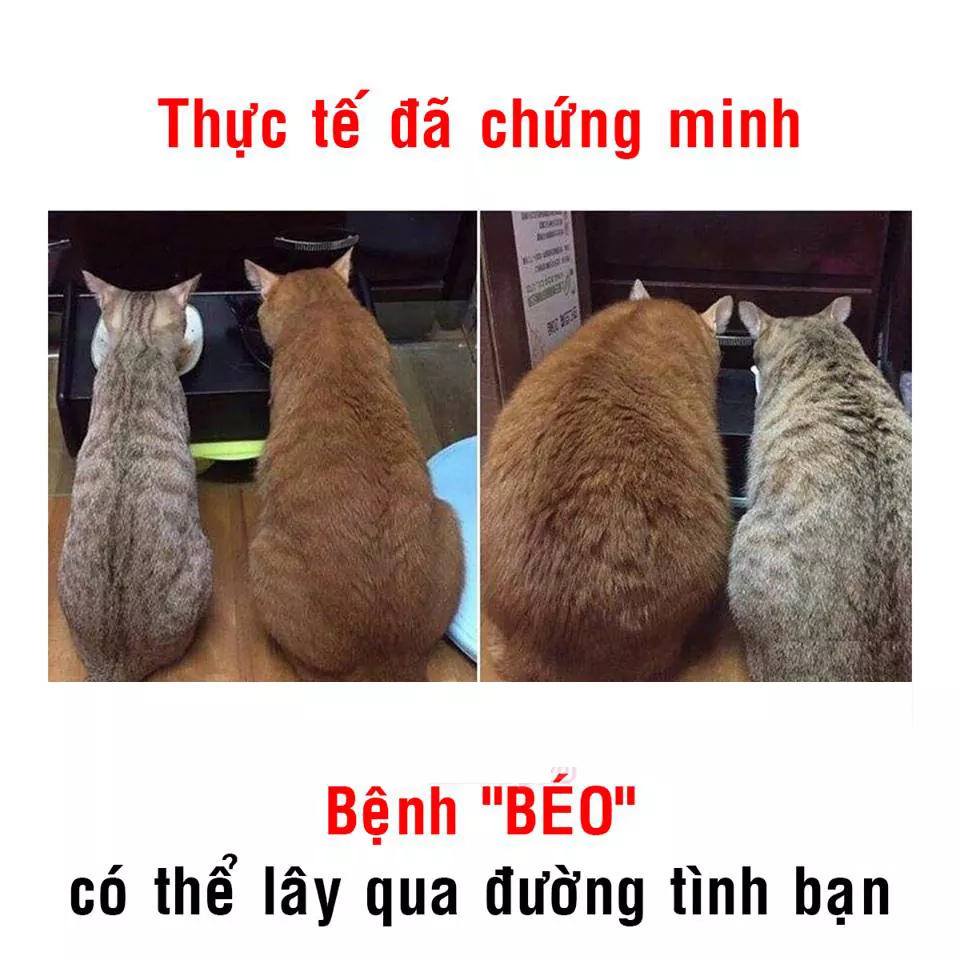 Thực tế đã chứng minh
Bệnh "BÉO"
có thể lây qua đường tình bạn